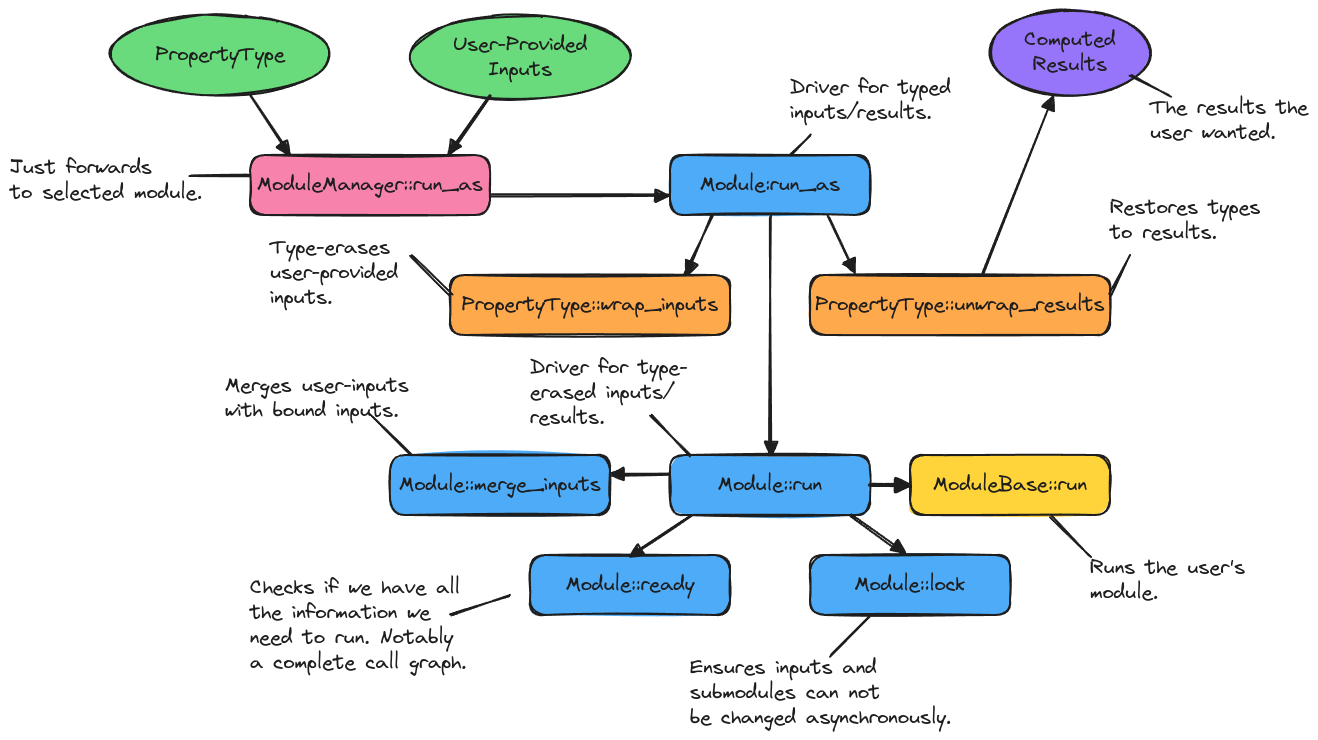 PropertyType
User-Provided
Inputs
Computed
Results
Driver for typed
inputs/results.
The results the
user wanted.
Just forwards
to selected module.
ModuleManager::run_as
Module:run_as
Restores types
to results.
Type-erases
user-provided
inputs.
PropertyType::wrap_inputs
PropertyType::unwrap_results
Driver for type-
erased inputs/
results.
Merges user-inputs
with bound inputs.
Module::merge_inputs
Module::run
ModuleBase::run
Module::ready
Module::lock
Runs the user's
module.
Checks if we have all
the information we
need to run. Notably
a complete call graph.
Ensures inputs and
submodules can not
be changed asynchronously.